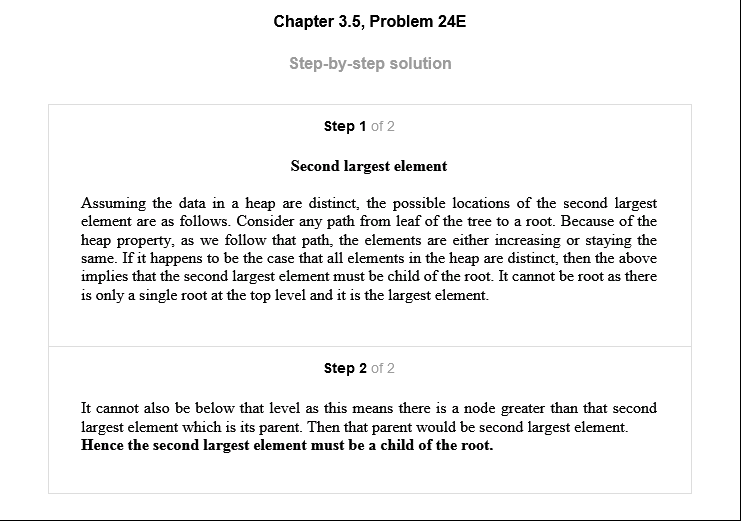 Chapter 3.5, Problem 24E
Step-by-step solution
Step 1 of 2
Second largest element
Assuming the data in a heap are distinct, the possible locations of the second largest
element are as follows. Consider any path from leaf of the tree to a root. Because of the
heap property, as we follow that path, the elements are either increasing or staying the
same. If it happens to be the case that all elements in the heap are distinct, then the above
implies that the second largest element must be child of the root. It cannot be root as there
is only a single root at the top level and it is the largest element.
Step 2 of 2
It cannot also be below that level as this means there is a node greater than that second
largest element which is its parent. Then that parent would be second largest element.
Hence the second largest element must be a child of the root.